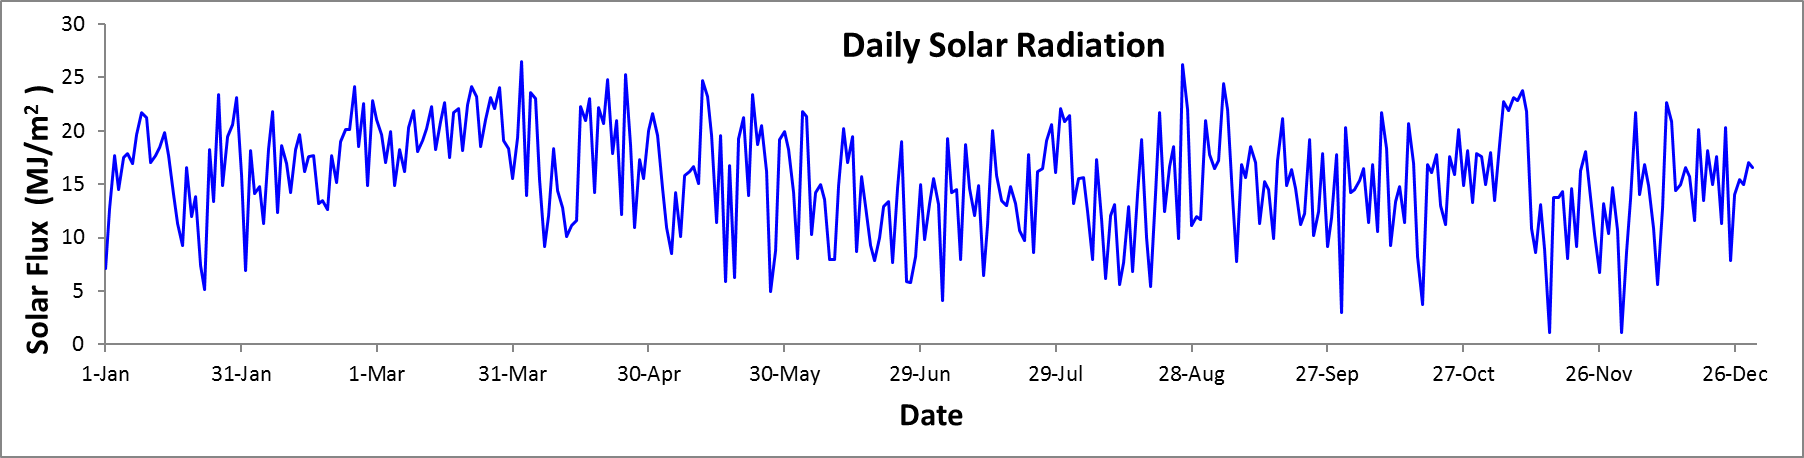 Daily Solar Radiation
Solar Flux (MJ/m²)
30
25
20
15
10
5
0
1-Jan 31-Jan 1-Mar 31-Mar 30-Apr 30-May 29-Jun 29-Jul 28-Aug 27-Sep 27-Oct 26-Nov 26-Dec
Date